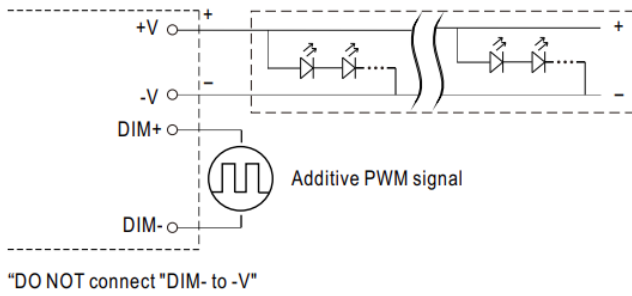 +V + +
-V − −
DIM+
Additive PWM signal
DIM-
“DO NOT connect "DIM- to -V"